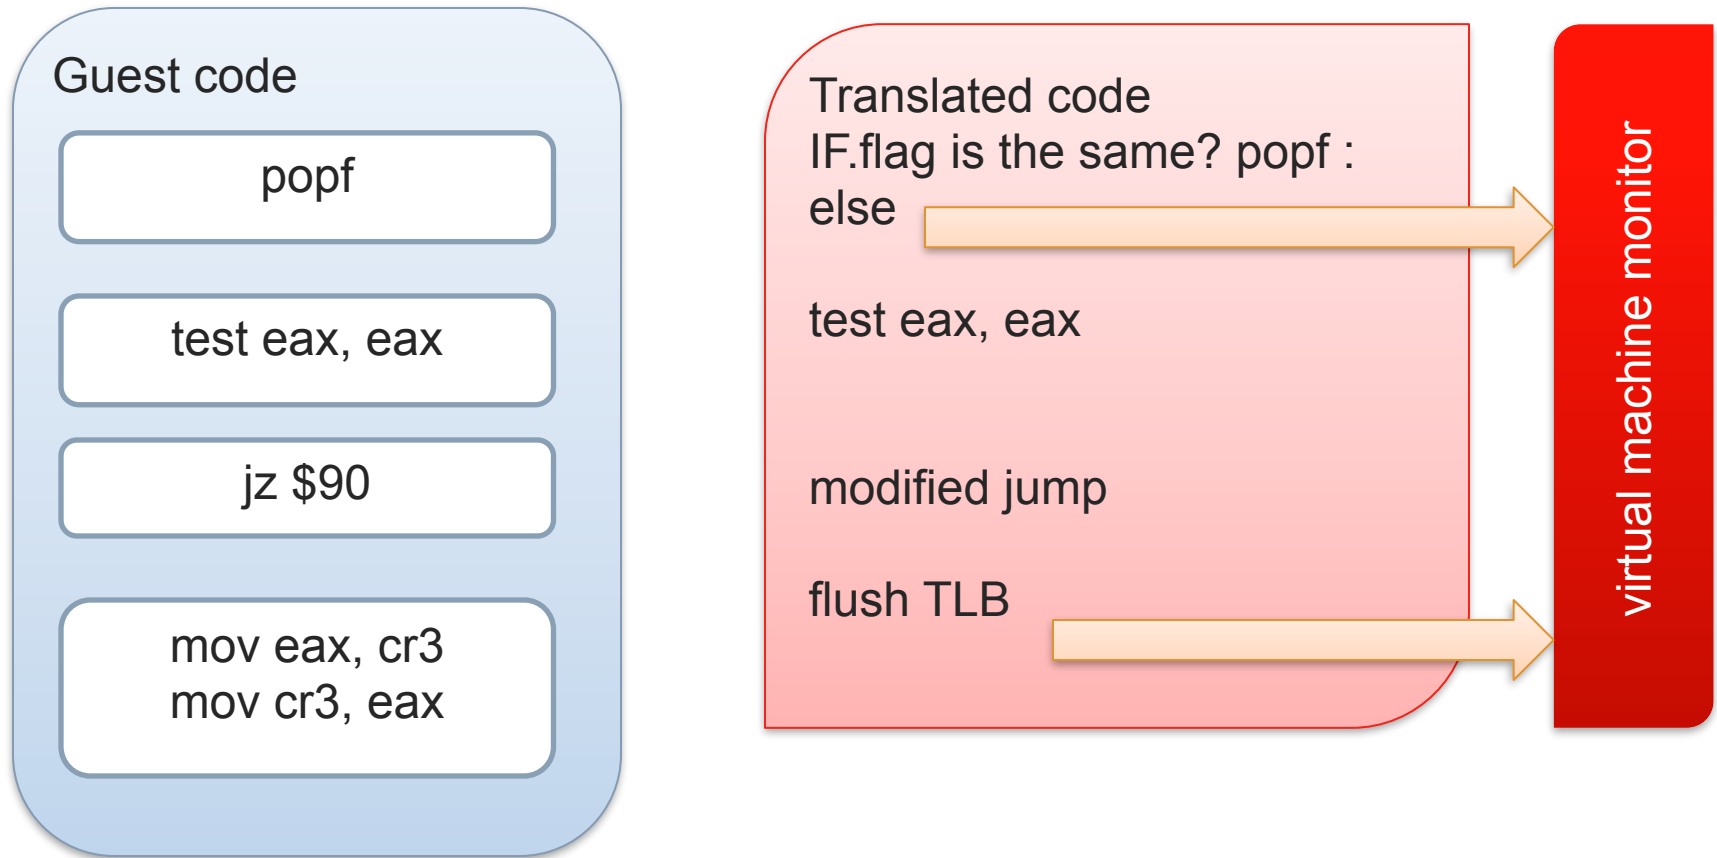 Guest code
popf
test eax, eax
jz $90
mov eax, cr3
mov cr3, eax
Translated code
IF.flag is the same? popf :
else
test eax, eax
modified jump
flush TLB
virtual machine monitor